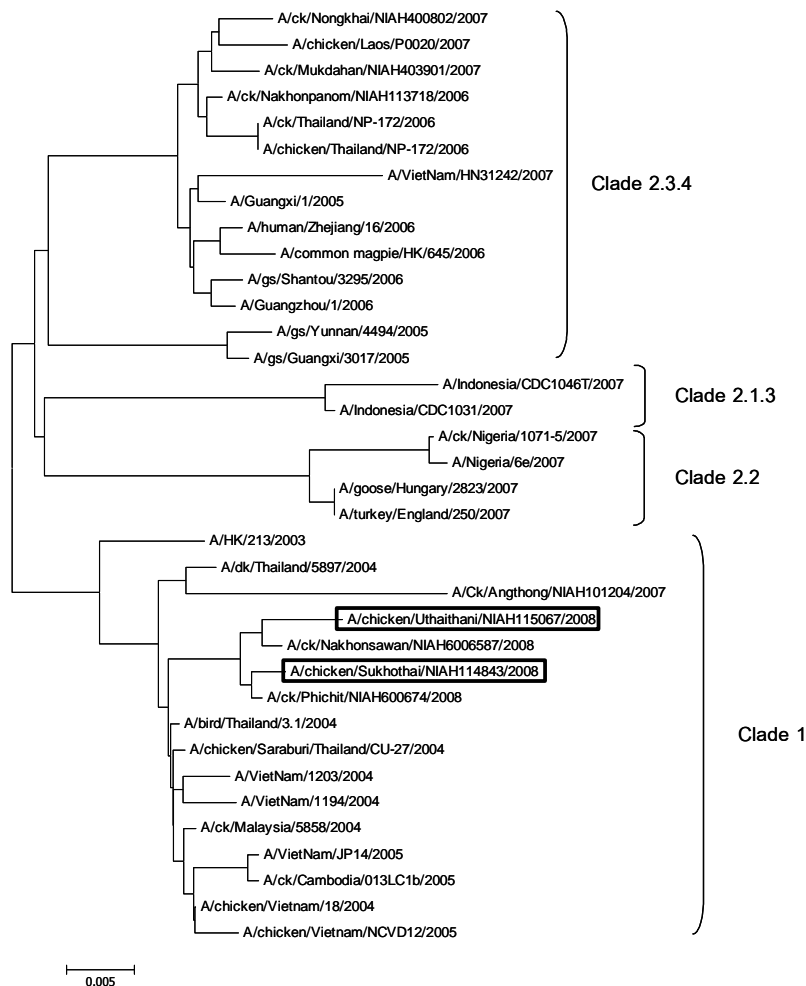 A/ck/Nongkhai/NIAH400802/2007
A/chicken/Laos/P0020/2007
A/ck/Mukdahan/NIAH403901/2007
A/ck/Nakhonpanom/NIAH113718/2006
A/ck/Thailand/NP-172/2006
A/chicken/Thailand/NP-172/2006
A/VietNam/HN31242/2007
Clade 2.3.4
A/Guangxi/1/2005
A/human/Zhejiang/16/2006
A/common magpie/HK/645/2006
A/gs/Shantou/3295/2006
A/Guangzhou/1/2006
A/gs/Yunnan/4494/2005
A/gs/Guangxi/3017/2005
A/Indonesia/CDC1046T/2007
Clade 2.1.3
A/Indonesia/CDC1031/2007
A/ck/Nigeria/1071-5/2007
A/Nigeria/6e/2007
Clade 2.2
A/goose/Hungary/2823/2007
A/turkey/England/250/2007
A/HK/213/2003
A/dk/Thailand/5897/2004
A/Ck/Angthong/NIAH101204/2007
A/chicken/Uthaithani/NIAH115067/2008
A/ck/Nakhonsawan/NIAH6006587/2008
A/chicken/Sukhothai/NIAH114843/2008
A/ck/Phichit/NIAH600674/2008
A/bird/Thailand/3.1/2004
Clade 1
A/chicken/Saraburi/Thailand/CU-27/2004
A/VietNam/1203/2004
A/VietNam/1194/2004
A/ck/Malaysia/5858/2004
A/VietNam/JP14/2005
A/ck/Cambodia/013LC1b/2005
A/chicken/Vietnam/18/2004
A/chicken/Vietnam/NCVD12/2005
0.005